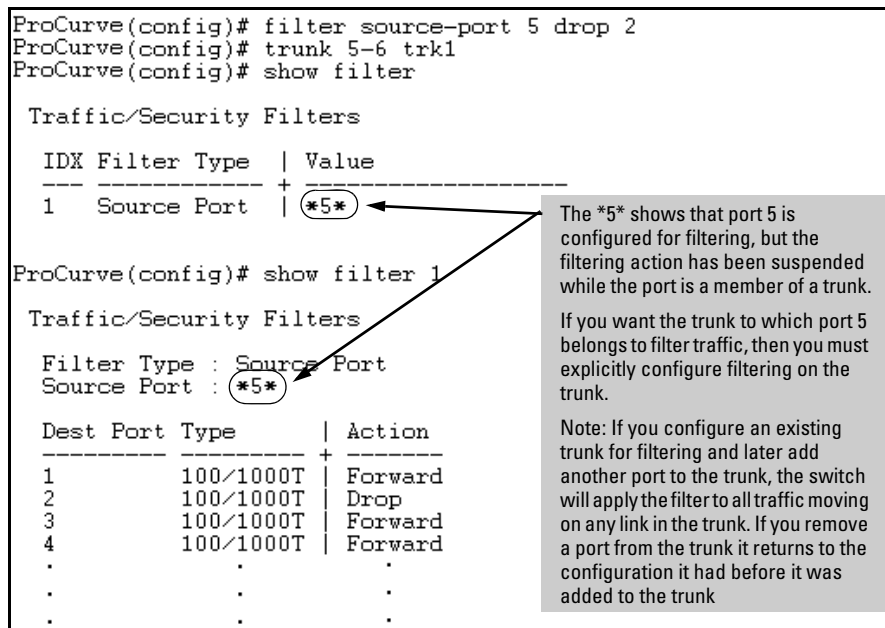 ProCurve(config)# filter source-port 5 drop 2
ProCurve(config)# trunk 5-6 trk1
ProCurve(config)# show filter
Traffic/Security Filters
IDX Filter Type | Value
--- ------------ + -------------------
1 Source Port | *5*
ProCurve(config)# show filter 1
Traffic/Security Filters
Filter Type : Source Port
Source Port : *5*
Dest Port Type | Action
--------- --------- + -------
1 100/1000T | Forward
2 100/1000T | Drop
3 100/1000T | Forward
4 100/1000T | Forward
. . .
. . .
. . .
The *5* shows that port 5 is
configured for filtering, but the
filtering action has been suspended
while the port is a member of a trunk.
If you want the trunk to which port 5
belongs to filter traffic, then you must
explicitly configure filtering on the
trunk.
Note: If you configure an existing
trunk for filtering and later add
another port to the trunk, the switch
will apply the filter to all traffic moving
on any link in the trunk. If you remove
a port from the trunk it returns to the
configuration it had before it was
added to the trunk